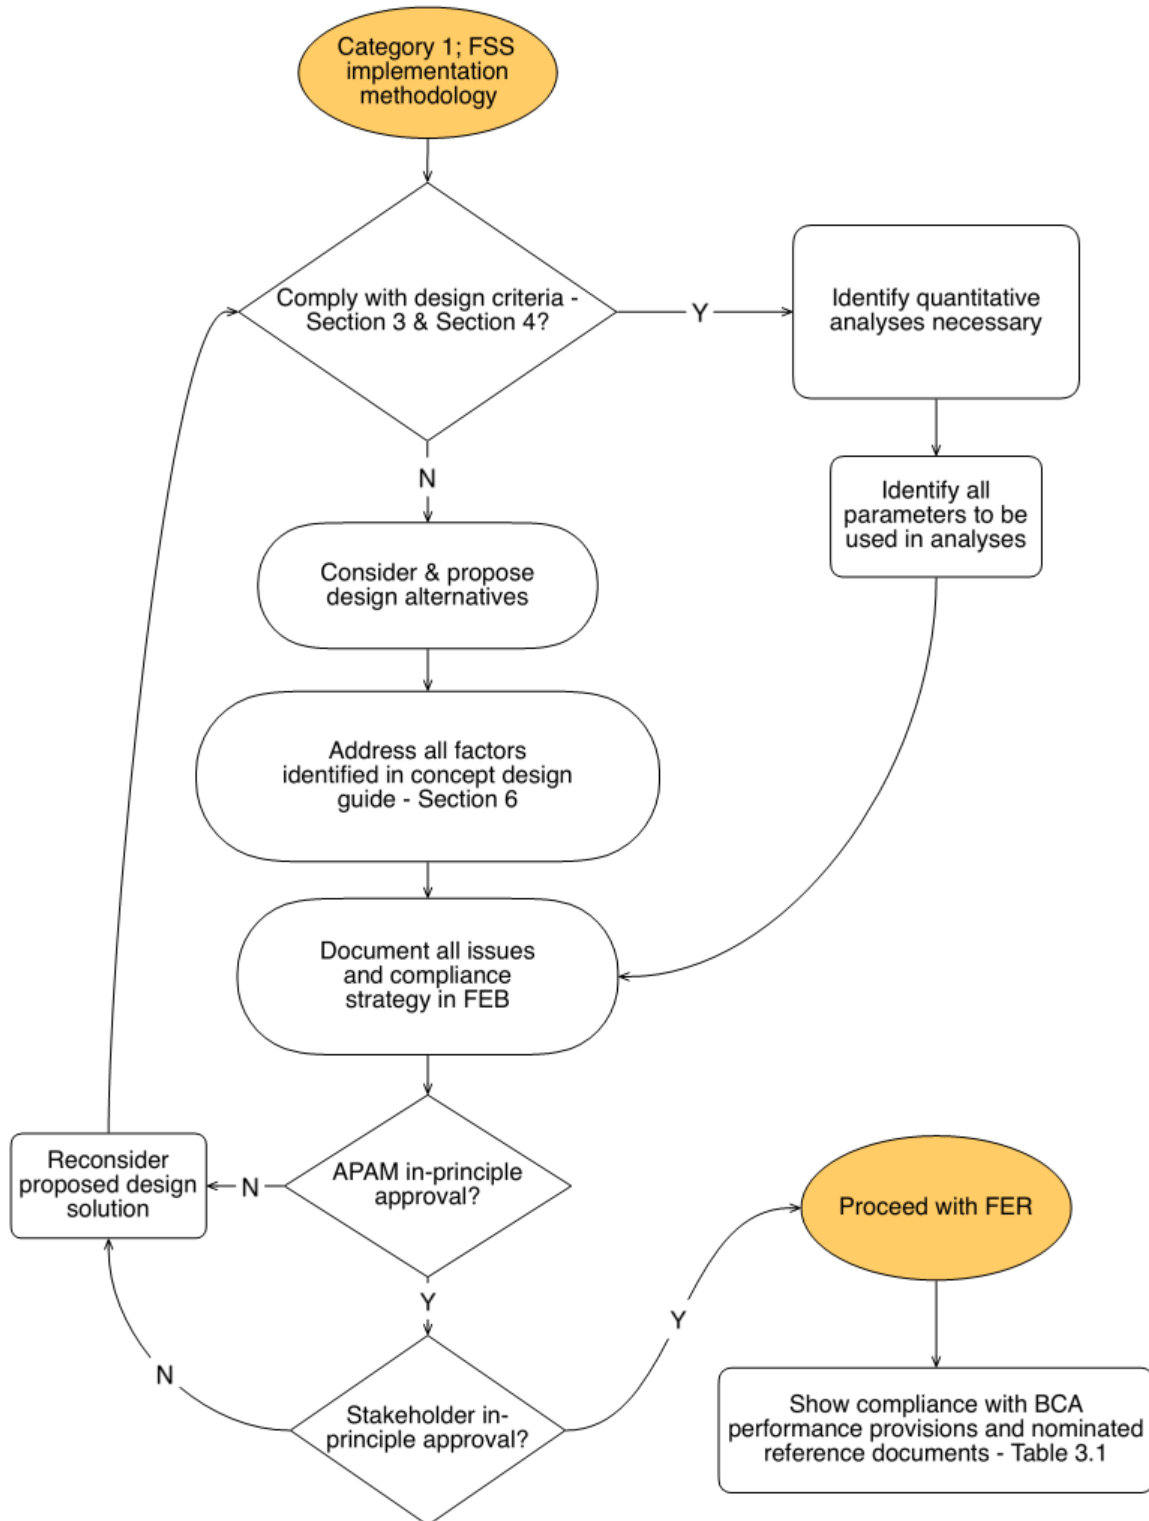 Category 1; FSS
implementation
methodology
Comply with design criteria -
Section 3 & Section 4?
Y
Identify quantitative
analyses necessary
N
Identify all
parameters to be
used in analyses
Consider & propose
design alternatives
Address all factors
identified in concept design
guide - Section 6
Document all issues
and compliance
strategy in FEB
APAM in-principle
approval?
N
Reconsider
proposed design
solution
Y
Proceed with FER
N
Y
Stakeholder in-
principle approval?
Show compliance with BCA
performance provisions and nominated
reference documents - Table 3.1